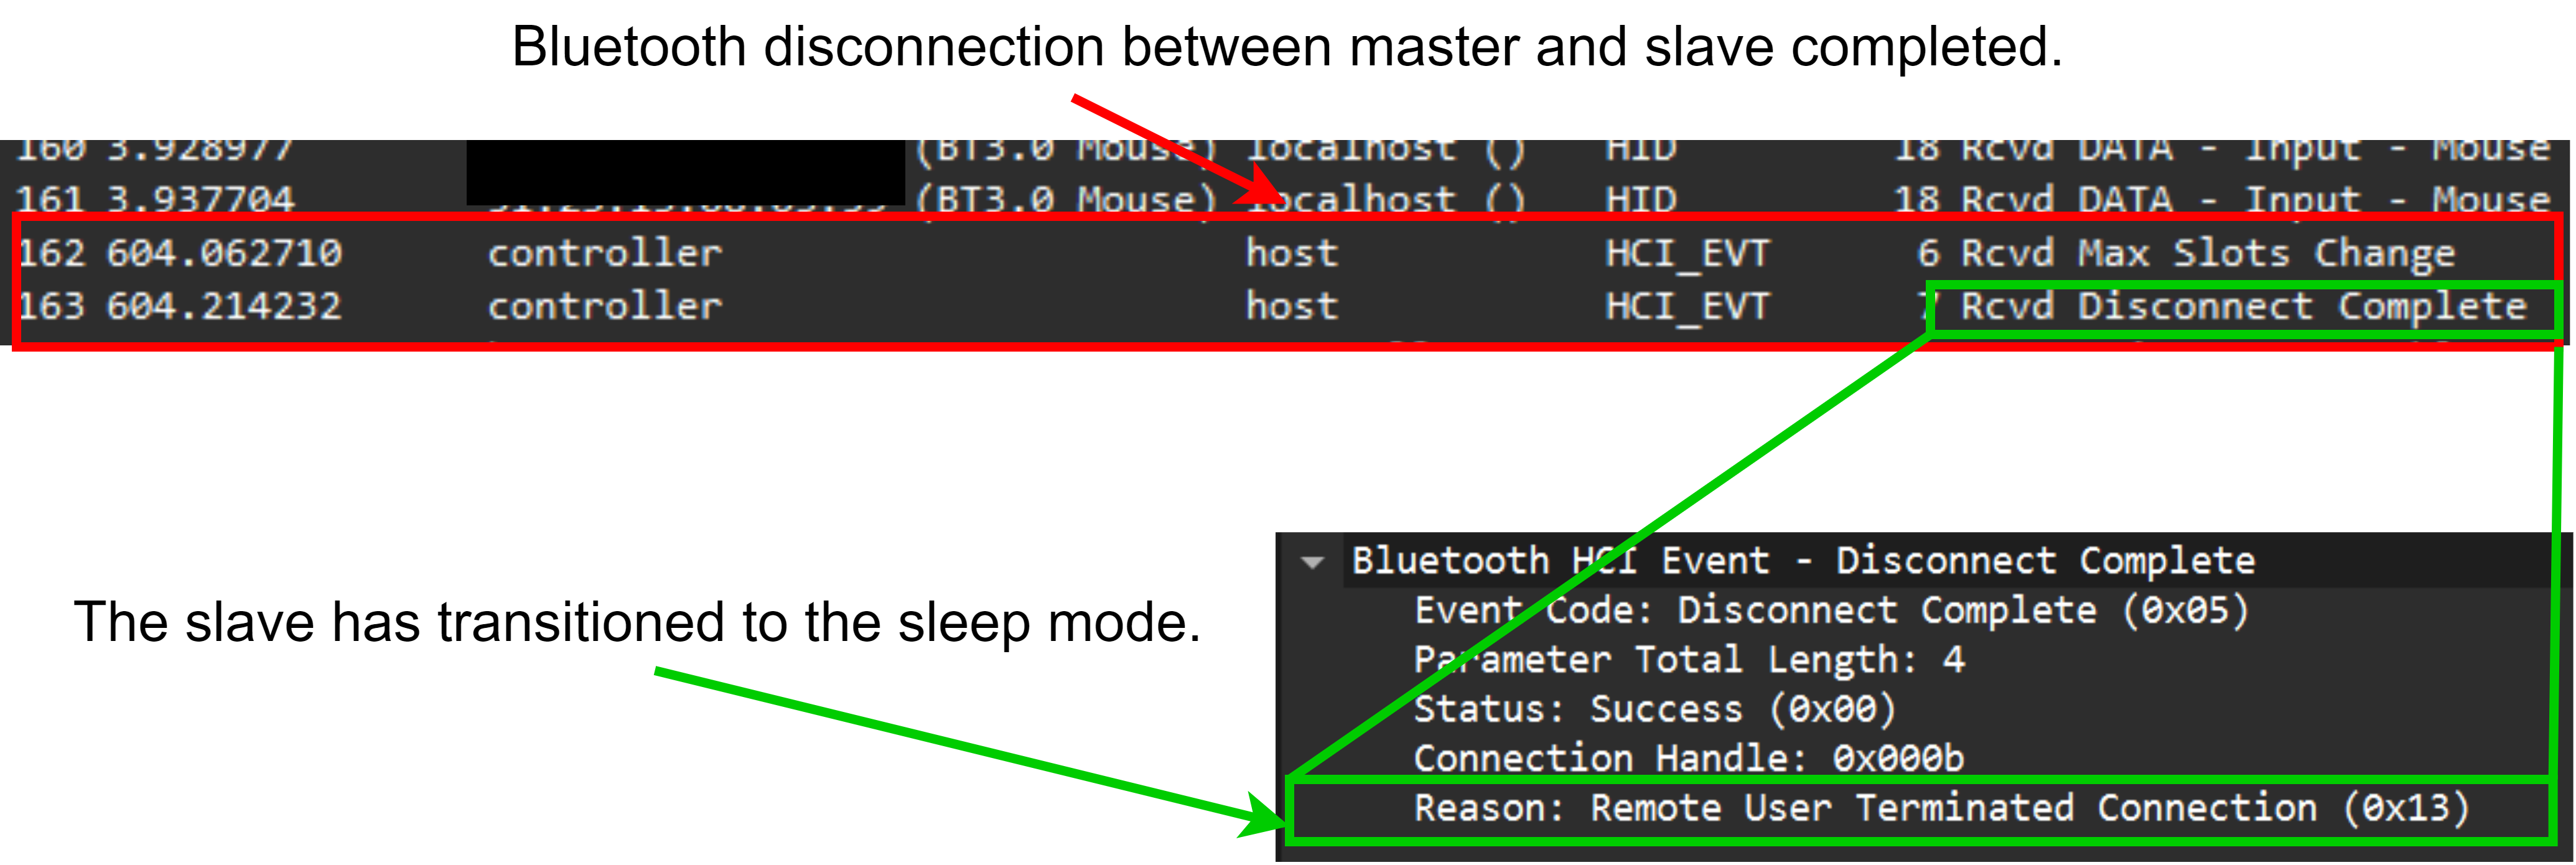 Bluetooth disconnection between master and slave completed.
160 3.928977 (BT3.0 Mouse) localhost () HID 18 Rcvd DATA - Input - Mouse
161 3.937704 (BT3.0 Mouse) localhost () HID 18 Rcvd DATA - Input - Mouse
162 604.062710 controller host HCI_EVT 6 Rcvd Max Slots Change
163 604.214232 controller host HCI_EVT 7 Rcvd Disconnect Complete
Bluetooth HCI Event - Disconnect Complete
Event Code: Disconnect Complete (0x05)
The slave has transitioned to the sleep mode.
Parameter Total Length: 4
Status: Success (0x00)
Connection Handle: 0x000b
Reason: Remote User Terminated Connection (0x13)